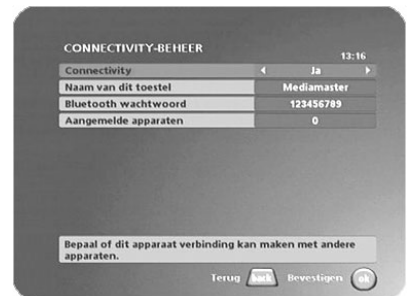 CONNECTIVITY-BEHEER
13:16
Connectivity Ja
Naam van dit toestel Mediamaster
Bluetooth wachtwoord 123456789
Aangemelde apparaten 0
Bepaal of dit apparaat verbinding kan maken met andere
apparaten.
Terug back Bevestigen ok